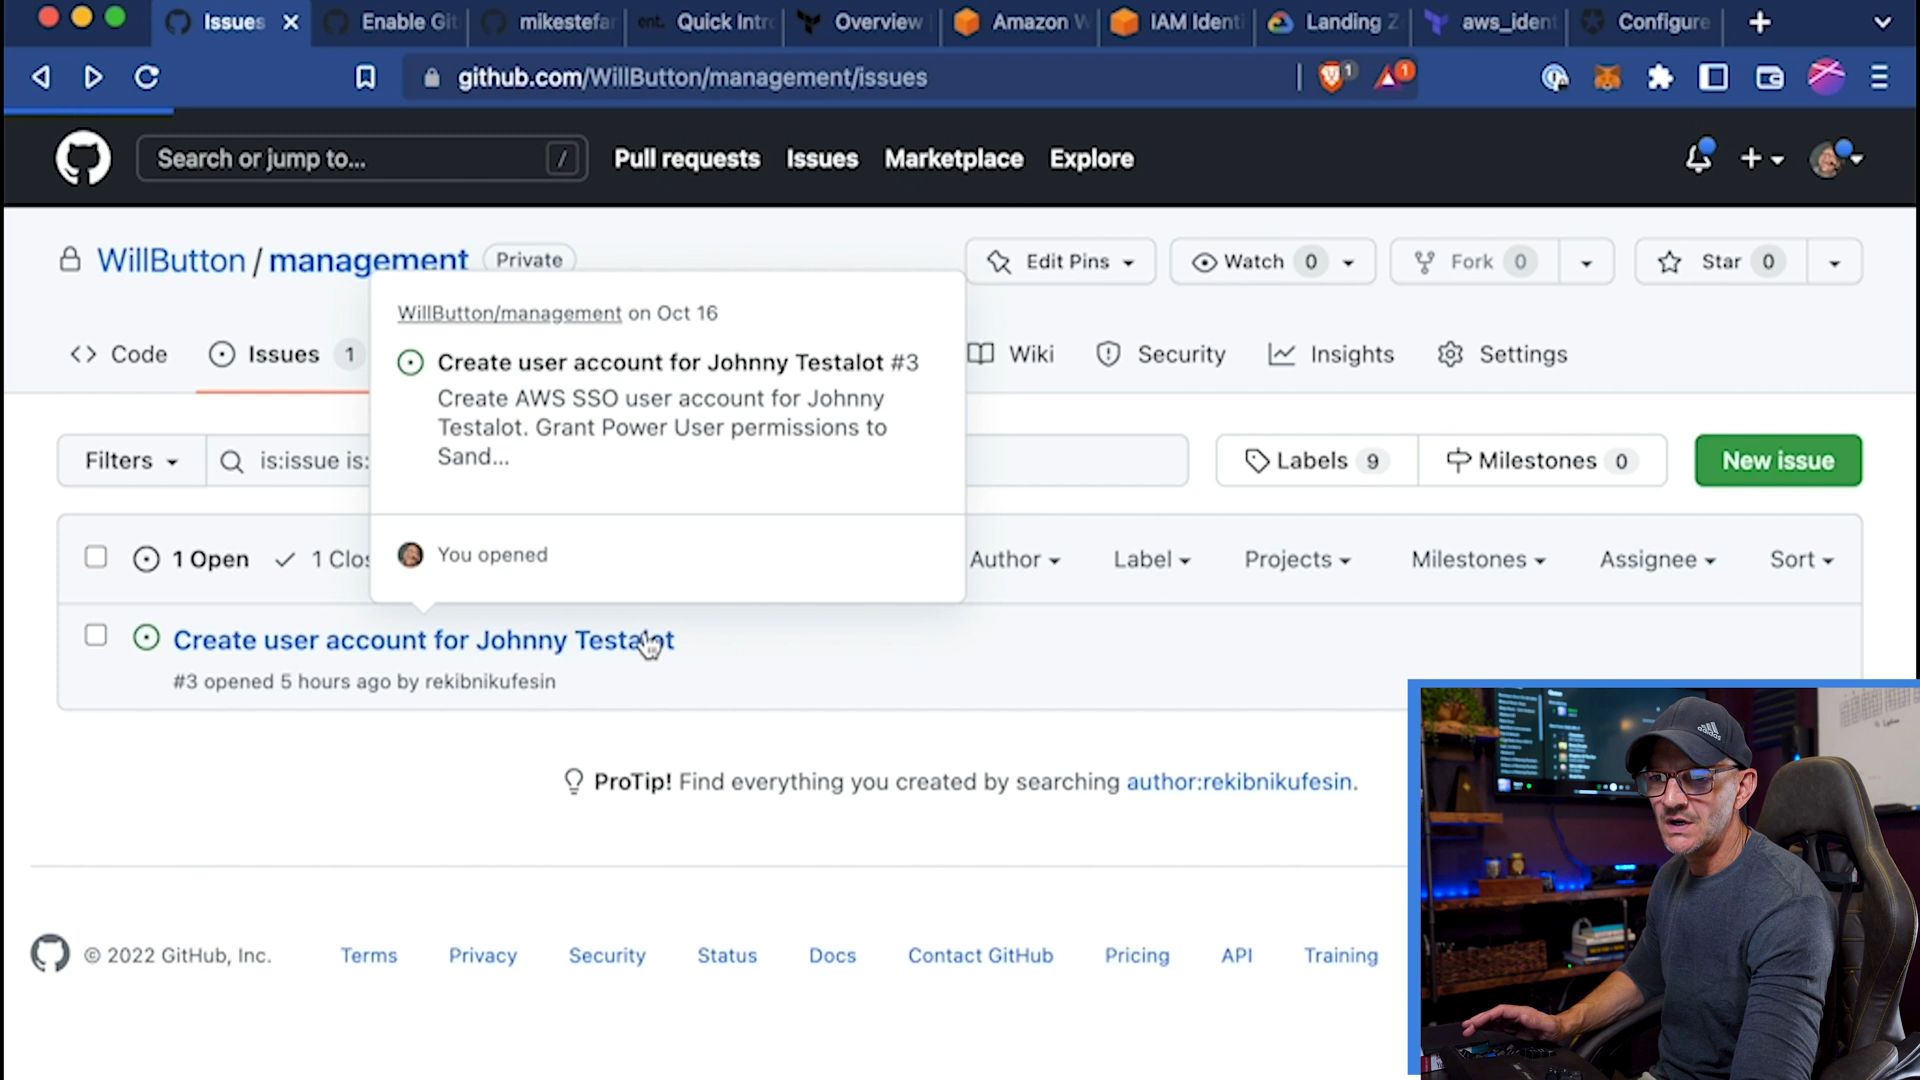 Issues
Enable Git
mikestefa
ent. Quick Intro
Overview
Amazon W
IAM Identi
Landing Z
aws_ident
Configure
github.com/WillButton/management/issues
1
1
Search or jump to...
/
Pull requests
Issues
Marketplace
Explore
WillButton / management
Private
Edit Pins
Watch 0
Fork 0
Star 0
Code
Issues 1
Wiki
Security
Insights
Settings
WillButton/management on Oct 16
Create user account for Johnny Testalot #3
Create AWS SSO user account for Johnny
Testalot. Grant Power User permissions to
Sand...
You opened
Filters
is:issue is:
Labels 9
Milestones 0
New issue
1 Open
1 Clos
Author
Label
Projects
Milestones
Assignee
Sort
Create user account for Johnny Testalot
#3 opened 5 hours ago by rekibnikufesin
ProTip! Find everything you created by searching author:rekibnikufesin.
© 2022 GitHub, Inc.
Terms
Privacy
Security
Status
Docs
Contact GitHub
Pricing
API
Training
adidas